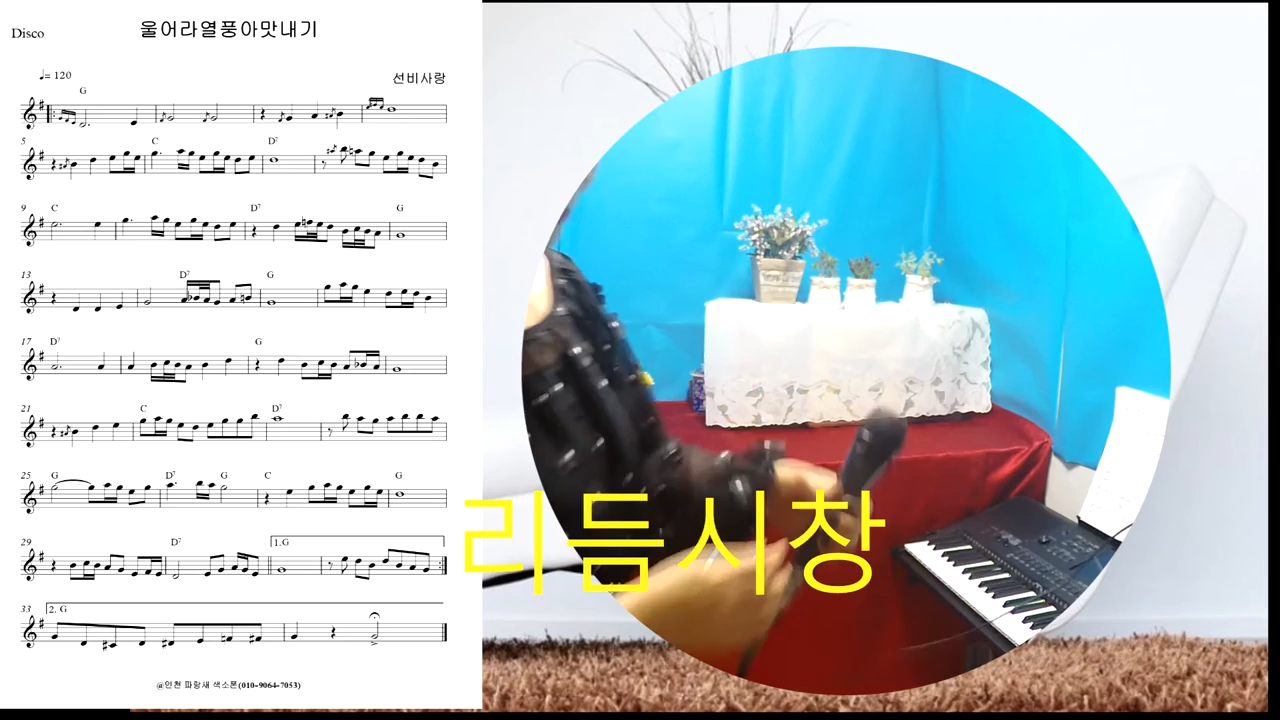 울어라열풍아맛내기
Disco
♩= 120
선비사랑
G
5
C
D7
9
C
D7
G
13
D7
G
17
D7
G
21
C
D7
25
G
D7
G
C
G
29
D7
1.G
33
2. G
@인천 파랑새 색소폰(010-9064-7053)
리듬시창